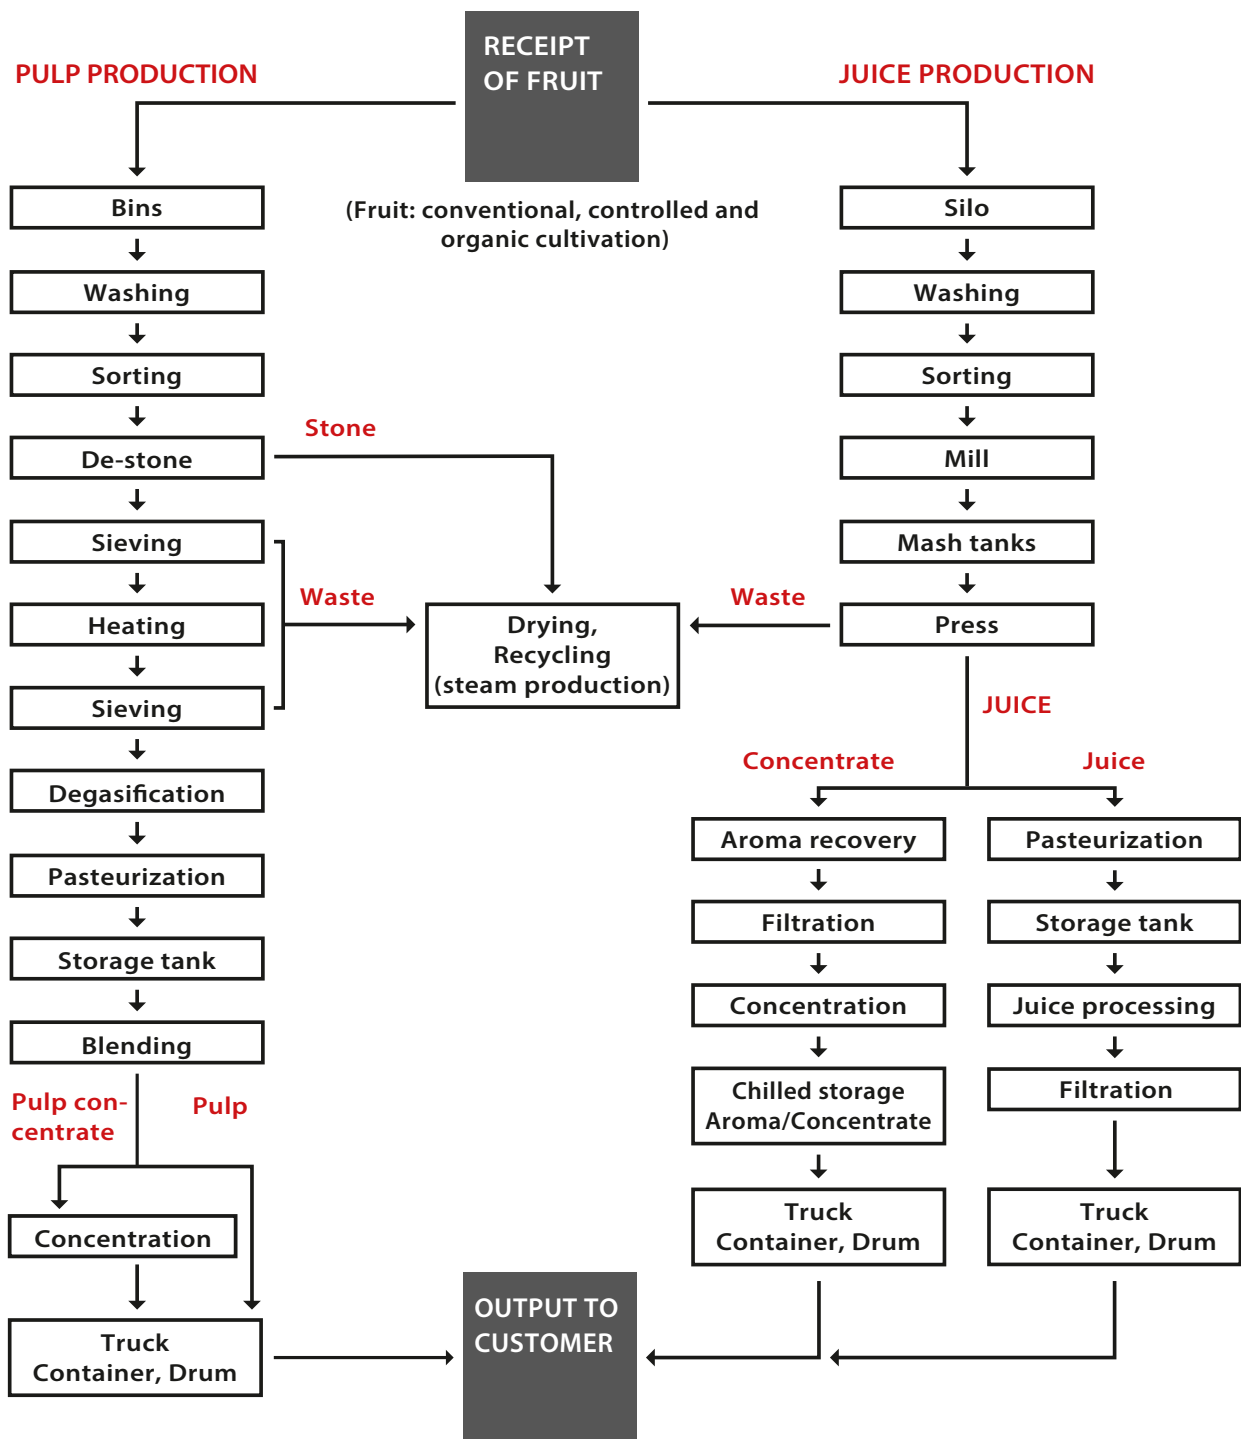 RECEIPT
OF FRUIT
(Fruit: conventional, controlled and
organic cultivation)
PULP PRODUCTION
Bins
Washing
Sorting
De-stone
Stone
Sieving
Heating
Sieving
Waste
Degasification
Pasteurization
Storage tank
Blending
Pulp con-
centrate
Pulp
Concentration
Truck
Container, Drum
Drying,
Recycling
(steam production)
JUICE PRODUCTION
Silo
Washing
Sorting
Mill
Mash tanks
Press
Waste
JUICE
Concentrate
Aroma recovery
Filtration
Concentration
Chilled storage
Aroma/Concentrate
Truck
Container, Drum
Juice
Pasteurization
Storage tank
Juice processing
Filtration
Truck
Container, Drum
OUTPUT TO
CUSTOMER